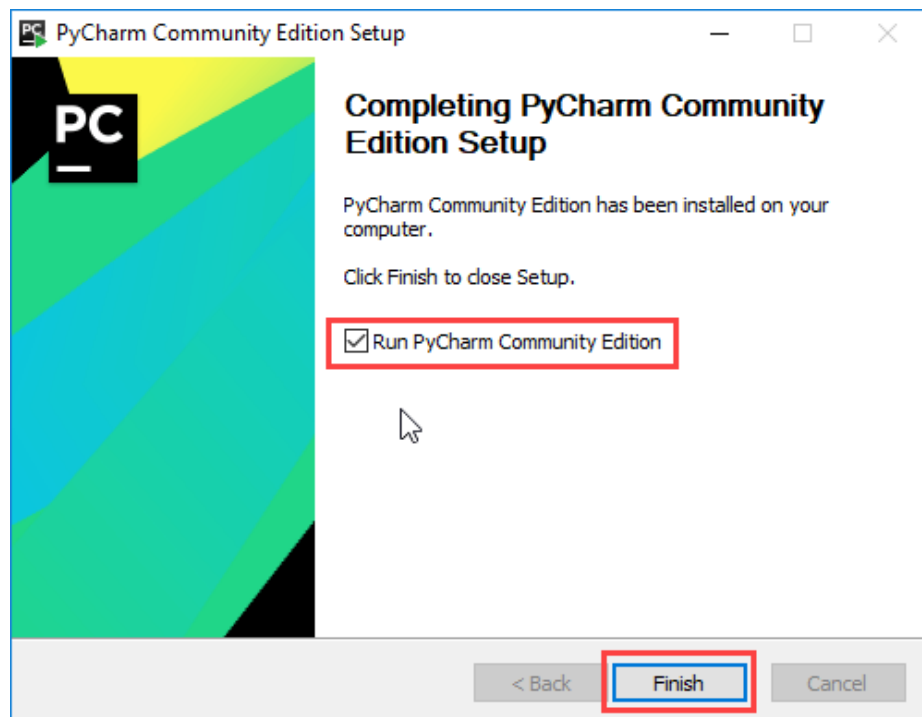 PyCharm Community Edition Setup
PC
Completing PyCharm Community
Edition Setup
PyCharm Community Edition has been installed on your
computer.
Click Finish to close Setup.
Run PyCharm Community Edition
< Back Finish Cancel